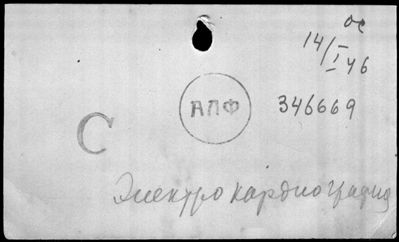 ос
14/I 46
АПФ
346669
С
Электрокардиография